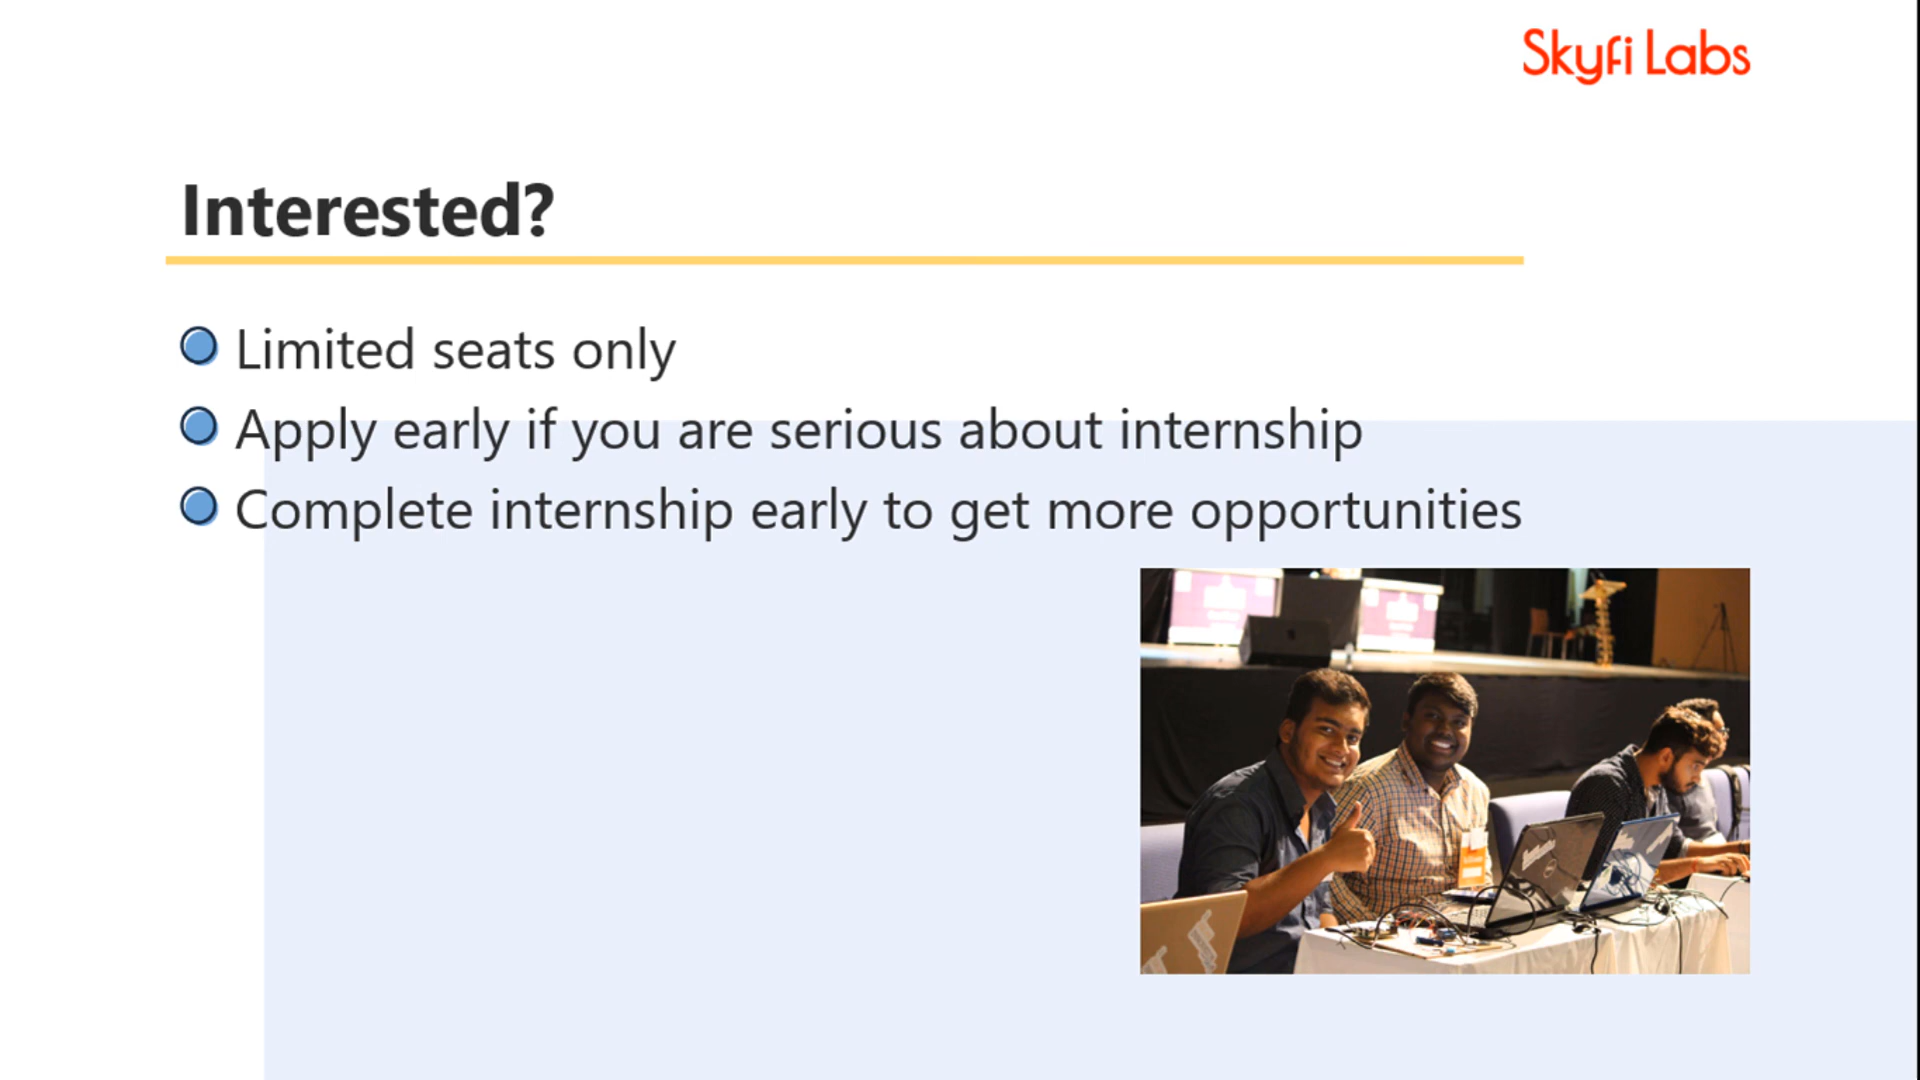 Skyfi Labs
Interested?
Limited seats only
Apply early if you are serious about internship
Complete internship early to get more opportunities